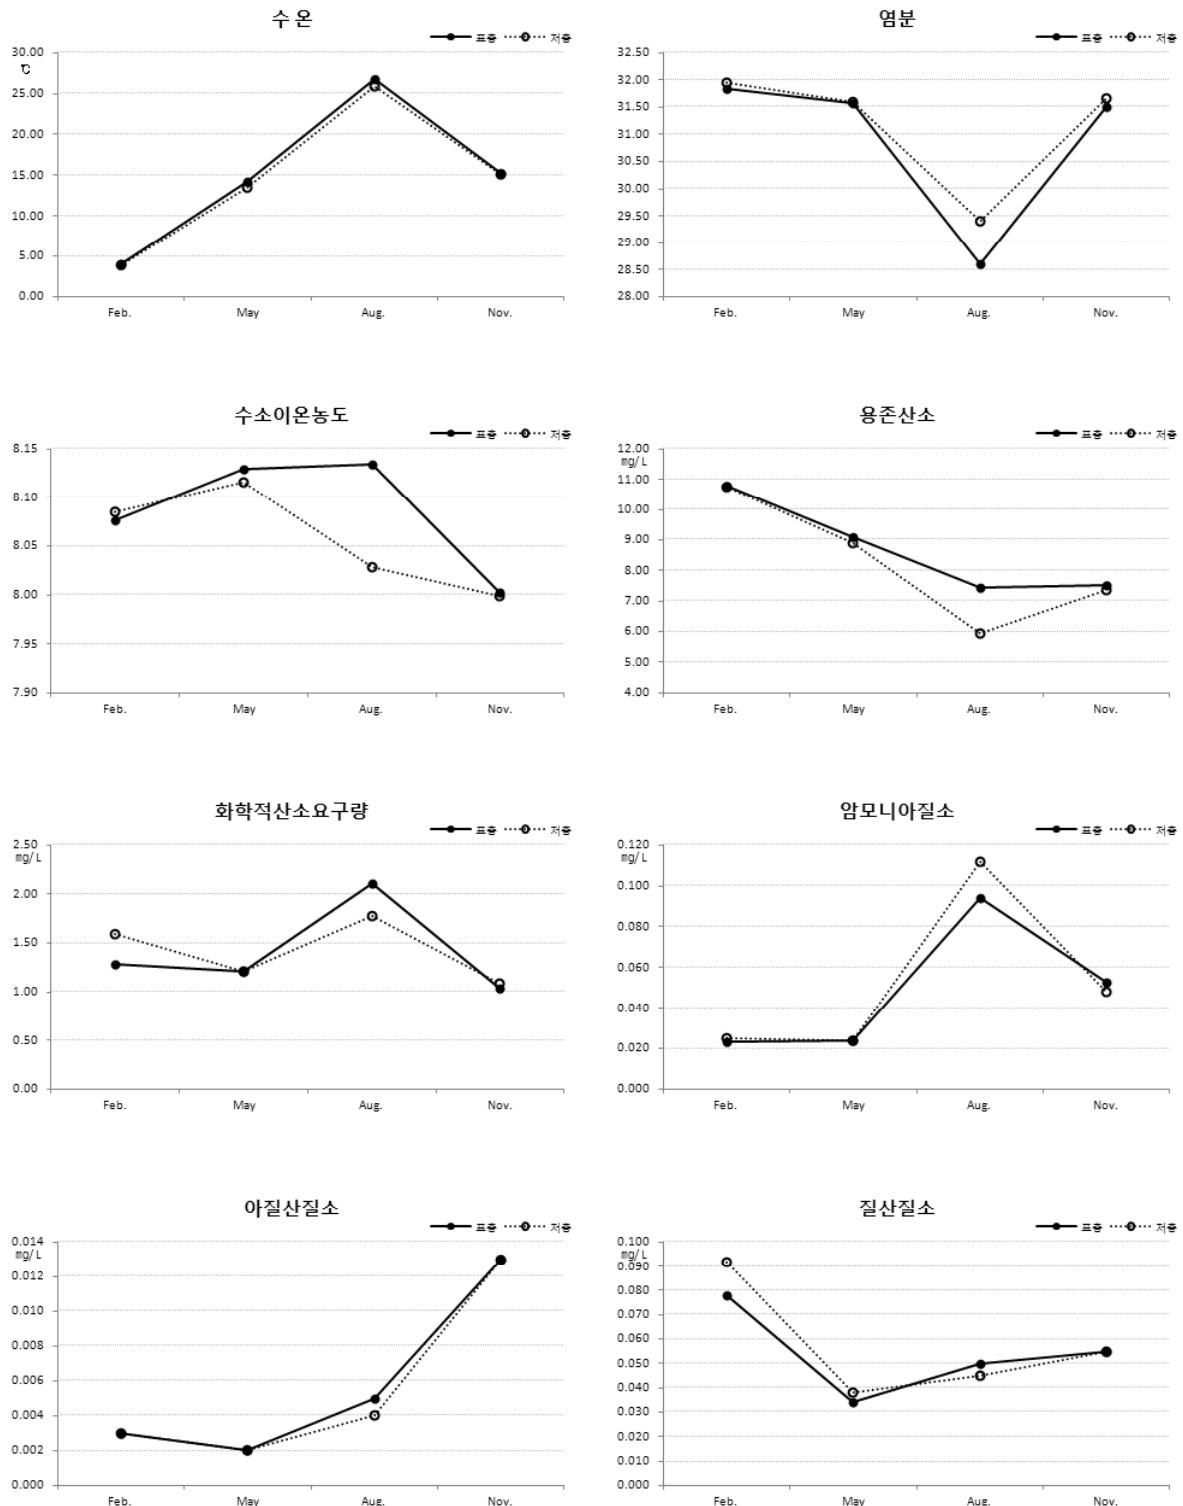 수 온
표층 저층
30.00
℃
25.00
20.00
15.00
10.00
5.00
0.00
Feb. May Aug. Nov.
염분
표층 저층
32.50
32.00
31.50
31.00
30.50
30.00
29.50
29.00
28.50
28.00
Feb. May Aug. Nov.
수소이온농도
표층 저층
8.15
8.10
8.05
8.00
7.95
7.90
Feb. May Aug. Nov.
용존산소
표층 저층
12.00
mg/L
11.00
10.00
9.00
8.00
7.00
6.00
5.00
4.00
Feb. May Aug. Nov.
화학적산소요구량
표층 저층
2.50
mg/L
2.00
1.50
1.00
0.50
0.00
Feb. May Aug. Nov.
암모니아질소
표층 저층
0.120
mg/L
0.100
0.080
0.060
0.040
0.020
0.000
Feb. May Aug. Nov.
아질산질소
표층 저층
0.014
mg/L
0.012
0.010
0.008
0.006
0.004
0.002
0.000
Feb. May Aug. Nov.
질산질소
표층 저층
0.100
mg/L
0.090
0.080
0.070
0.060
0.050
0.040
0.030
0.020
0.010
0.000
Feb. May Aug. Nov.